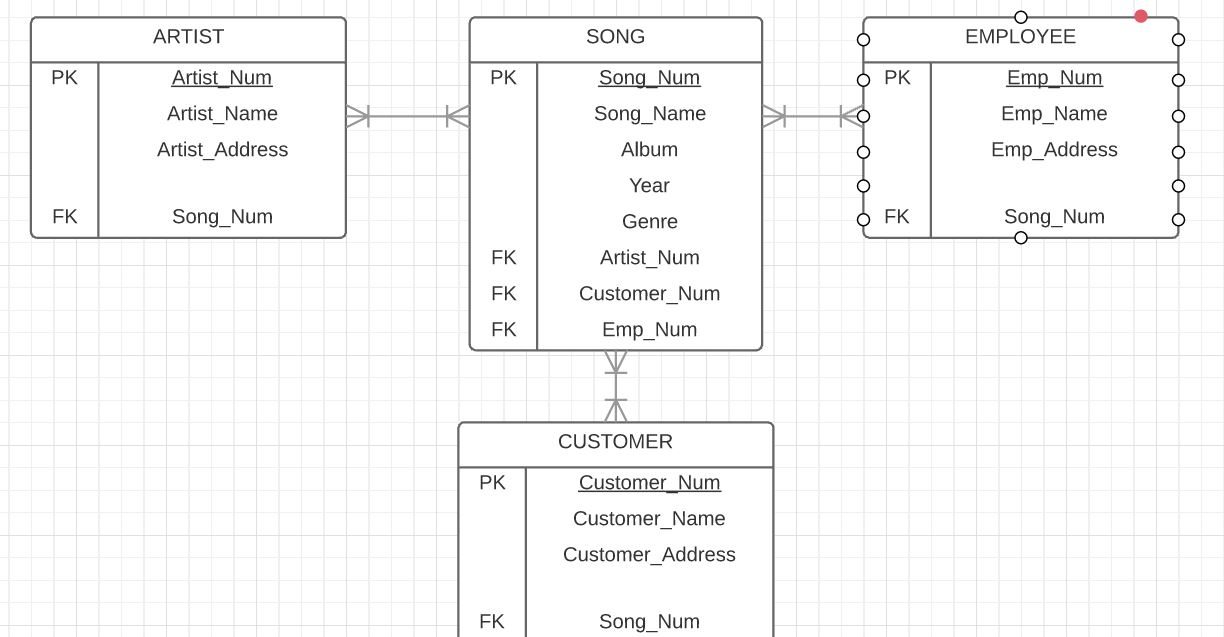 ARTIST
PK Artist_Num
Artist_Name
Artist_Address
FK Song_Num
SONG
PK Song_Num
Song_Name
Album
Year
Genre
FK Artist_Num
FK Customer_Num
FK Emp_Num
EMPLOYEE
PK Emp_Num
Emp_Name
Emp_Address
FK Song_Num
CUSTOMER
PK Customer_Num
Customer_Name
Customer_Address
FK Song_Num